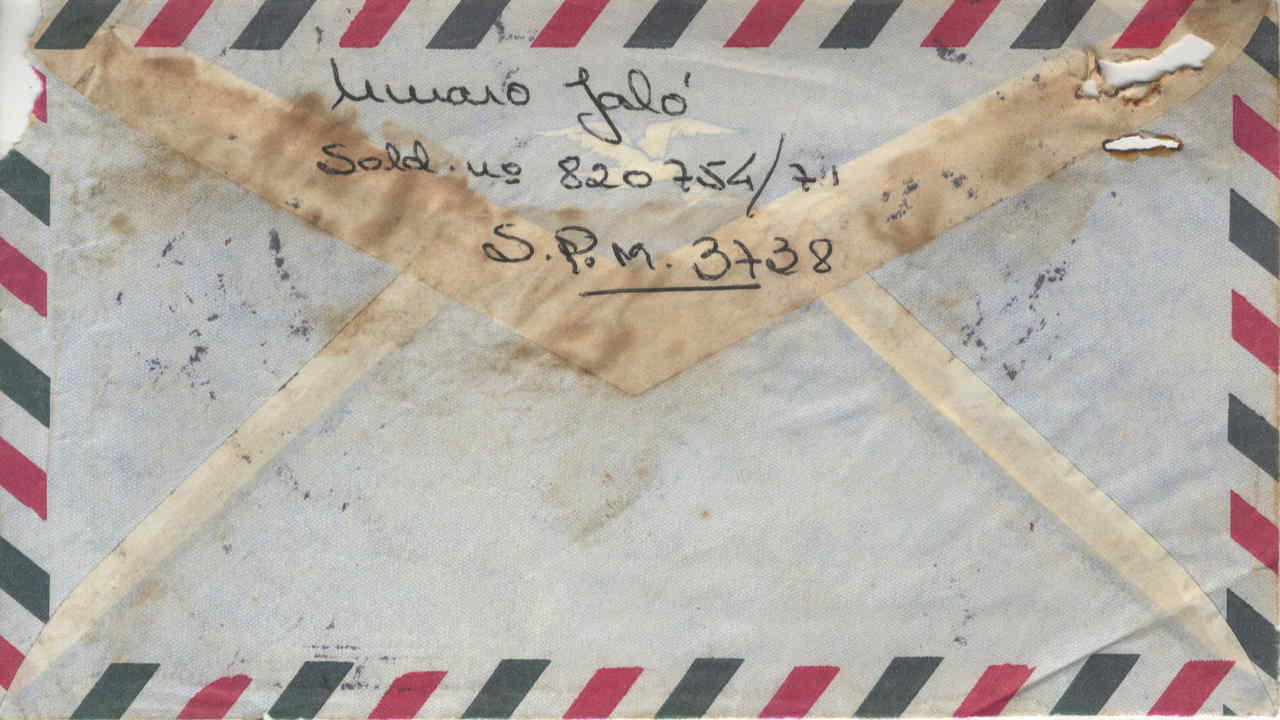 Umaro Jaló
Sold. nº 820754/71
S.P.M. 3738